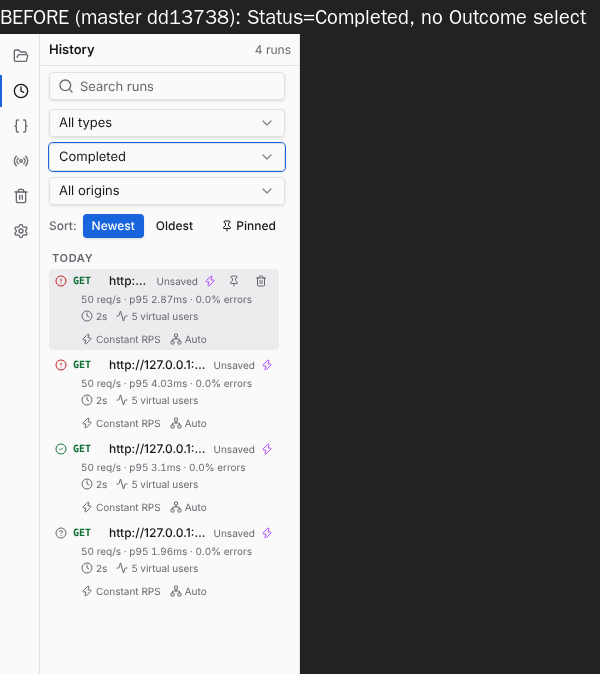 BEFORE (master dd13738): Status=Completed, no Outcome select
History 4 runs
Search runs
All types
Completed
All origins
Sort: Newest Oldest Pinned
TODAY
GET http:... Unsaved
50 req/s · p95 2.87ms · 0.0% errors
2s 5 virtual users
Constant RPS Auto
GET http://127.0.0.1:... Unsaved
50 req/s · p95 4.03ms · 0.0% errors
2s 5 virtual users
Constant RPS Auto
GET http://127.0.0.1:... Unsaved
50 req/s · p95 3.1ms · 0.0% errors
2s 5 virtual users
Constant RPS Auto
GET http://127.0.0.1:... Unsaved
50 req/s · p95 1.96ms · 0.0% errors
2s 5 virtual users
Constant RPS Auto